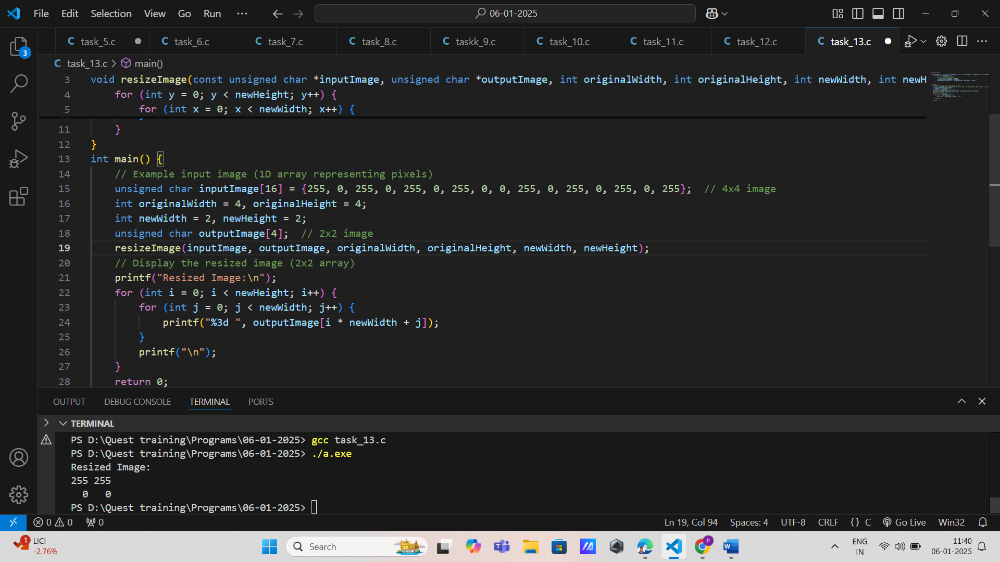 File Edit Selection View Go Run ... 06-01-2025
task_5.c task_6.c task_7.c task_8.c taskk_9.c task_10.c task_11.c task_12.c task_13.c
task_13.c > main()
3 void resizeImage(const unsigned char *inputImage, unsigned char *outputImage, int originalWidth, int originalHeight, int newWidth, int newH
4 for (int y = 0; y < newHeight; y++) {
5 for (int x = 0; x < newWidth; x++) {
11 }
12 }
13 int main() {
14 // Example input image (1D array representing pixels)
15 unsigned char inputImage[16] = {255, 0, 255, 0, 255, 0, 255, 0, 0, 255, 0, 255, 0, 255, 0, 255}; // 4x4 image
16 int originalWidth = 4, originalHeight = 4;
17 int newWidth = 2, newHeight = 2;
18 unsigned char outputImage[4]; // 2x2 image
19 resizeImage(inputImage, outputImage, originalWidth, originalHeight, newWidth, newHeight);
20 // Display the resized image (2x2 array)
21 printf("Resized Image:\n");
22 for (int i = 0; i < newHeight; i++) {
23 for (int j = 0; j < newWidth; j++) {
24 printf("%3d ", outputImage[i * newWidth + j]);
25 }
26 printf("\n");
27 }
28 return 0;
OUTPUT DEBUG CONSOLE TERMINAL PORTS
TERMINAL
PS D:\Quest training\Programs\06-01-2025> gcc task_13.c
PS D:\Quest training\Programs\06-01-2025> ./a.exe
Resized Image:
255 255
0 0
PS D:\Quest training\Programs\06-01-2025>
0 0 0 Ln 19, Col 94 Spaces: 4 UTF-8 CRLF {} C Go Live Win32
3
1
LICI
-2.76%
Search
P
ENG
IN
11:40
06-01-2025